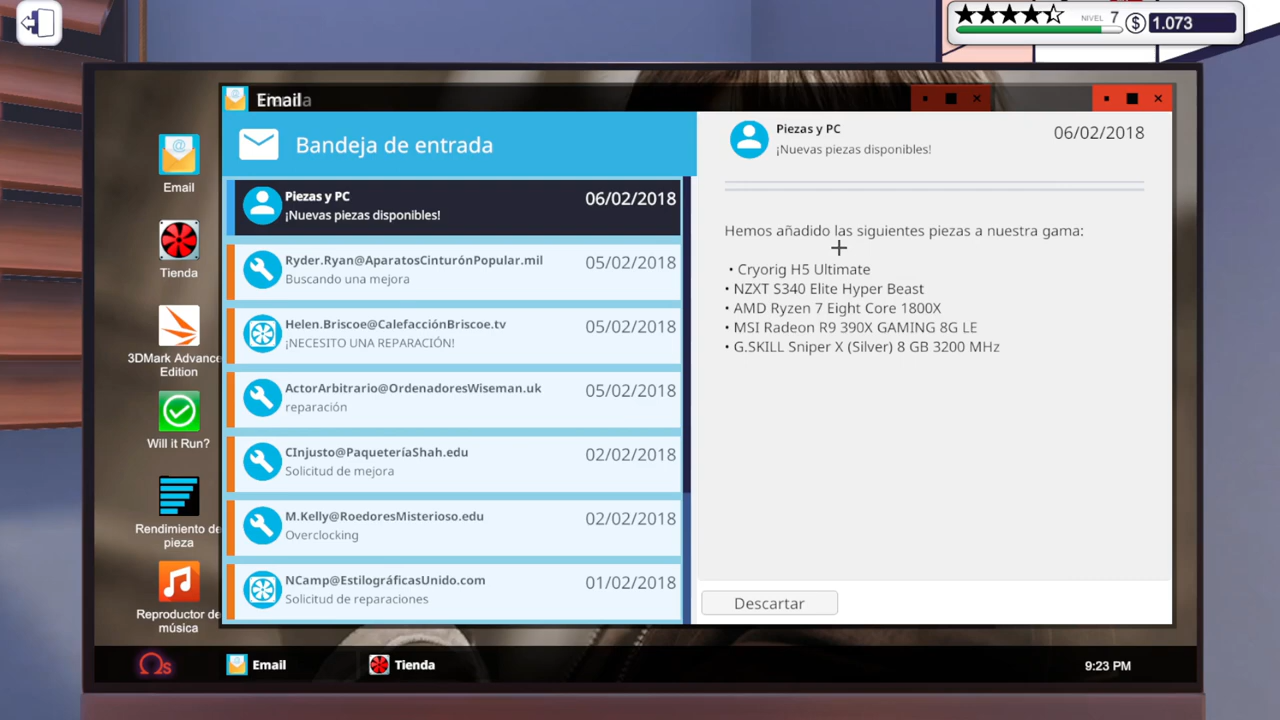 NIVEL 7
$ 1.073
Email
Bandeja de entrada
Piezas y PC
¡Nuevas piezas disponibles!
06/02/2018
Ryder.Ryan@AparatosCinturónPopular.mil
Buscando una mejora
05/02/2018
Helen.Briscoe@CalefacciónBriscoe.tv
¡NECESITO UNA REPARACIÓN!
05/02/2018
ActorArbitrario@OrdenadoresWiseman.uk
reparación
05/02/2018
CInjusto@PaqueteríaShah.edu
Solicitud de mejora
02/02/2018
M.Kelly@RoedoresMisterioso.edu
Overclocking
02/02/2018
NCamp@EstilográficasUnido.com
Solicitud de reparaciones
01/02/2018
Piezas y PC
¡Nuevas piezas disponibles!
06/02/2018
Hemos añadido las siguientes piezas a nuestra gama:
• Cryorig H5 Ultimate
• NZXT S340 Elite Hyper Beast
• AMD Ryzen 7 Eight Core 1800X
• MSI Radeon R9 390X GAMING 8G LE
• G.SKILL Sniper X (Silver) 8 GB 3200 MHz
Descartar
Email
Tienda
3DMark Advance
Edition
Will it Run?
Rendimiento de
pieza
Reproductor de
música
Ωs
Email
Tienda
9:23 PM